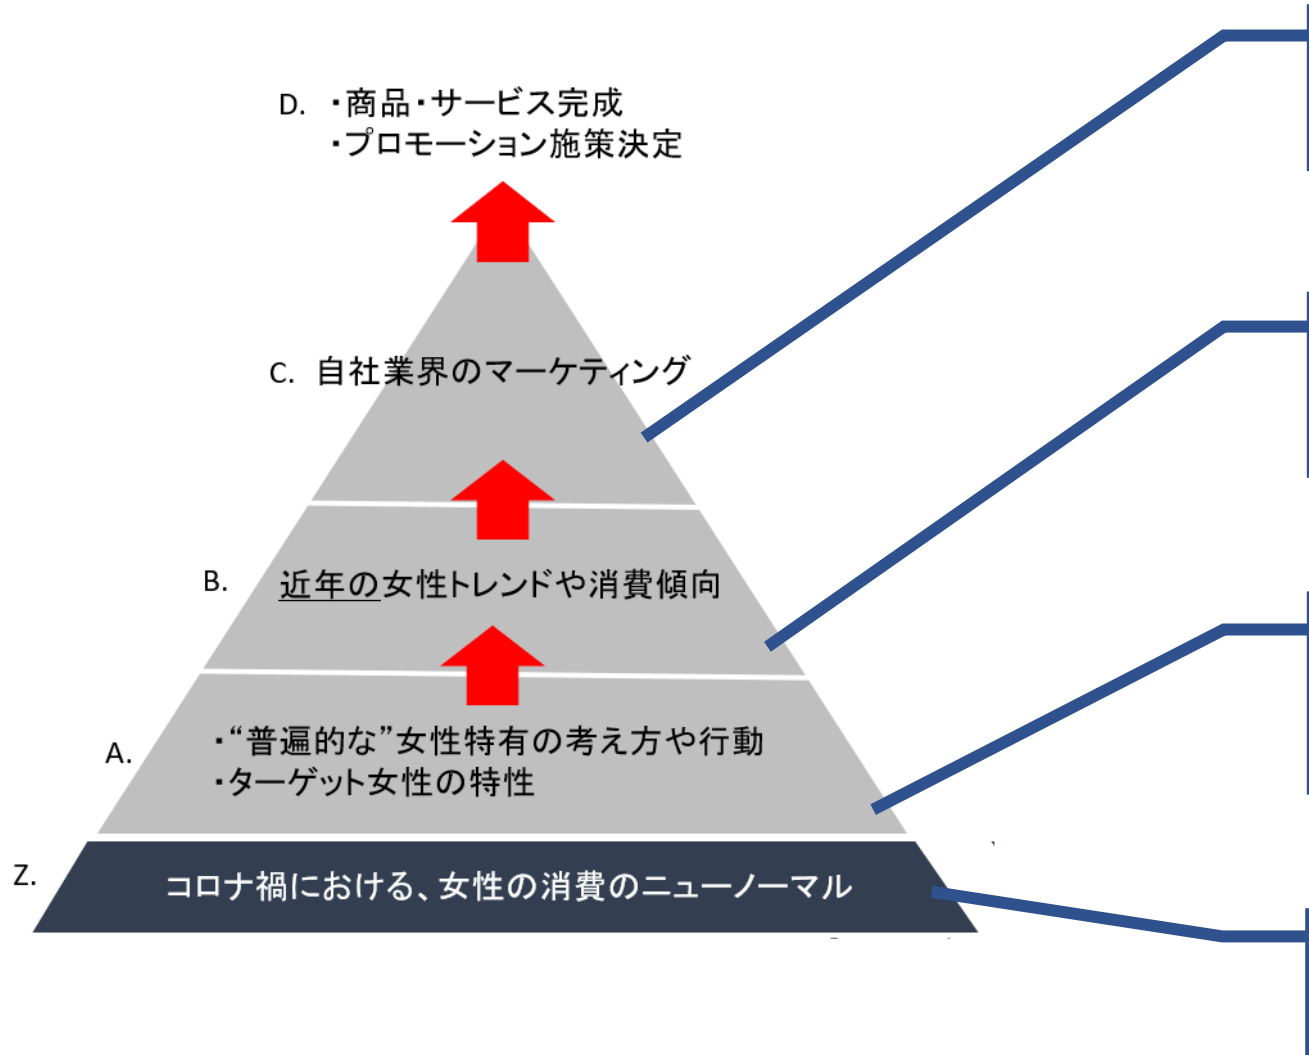 D. ・商品・サービス完成
・プロモーション施策決定
C. 自社業界のマーケティング
B. 近年の女性トレンドや消費傾向
・“普遍的な”女性特有の考え方や行動
A.
・ターゲット女性の特性
Z. コロナ禍における、女性の消費のニューノーマル